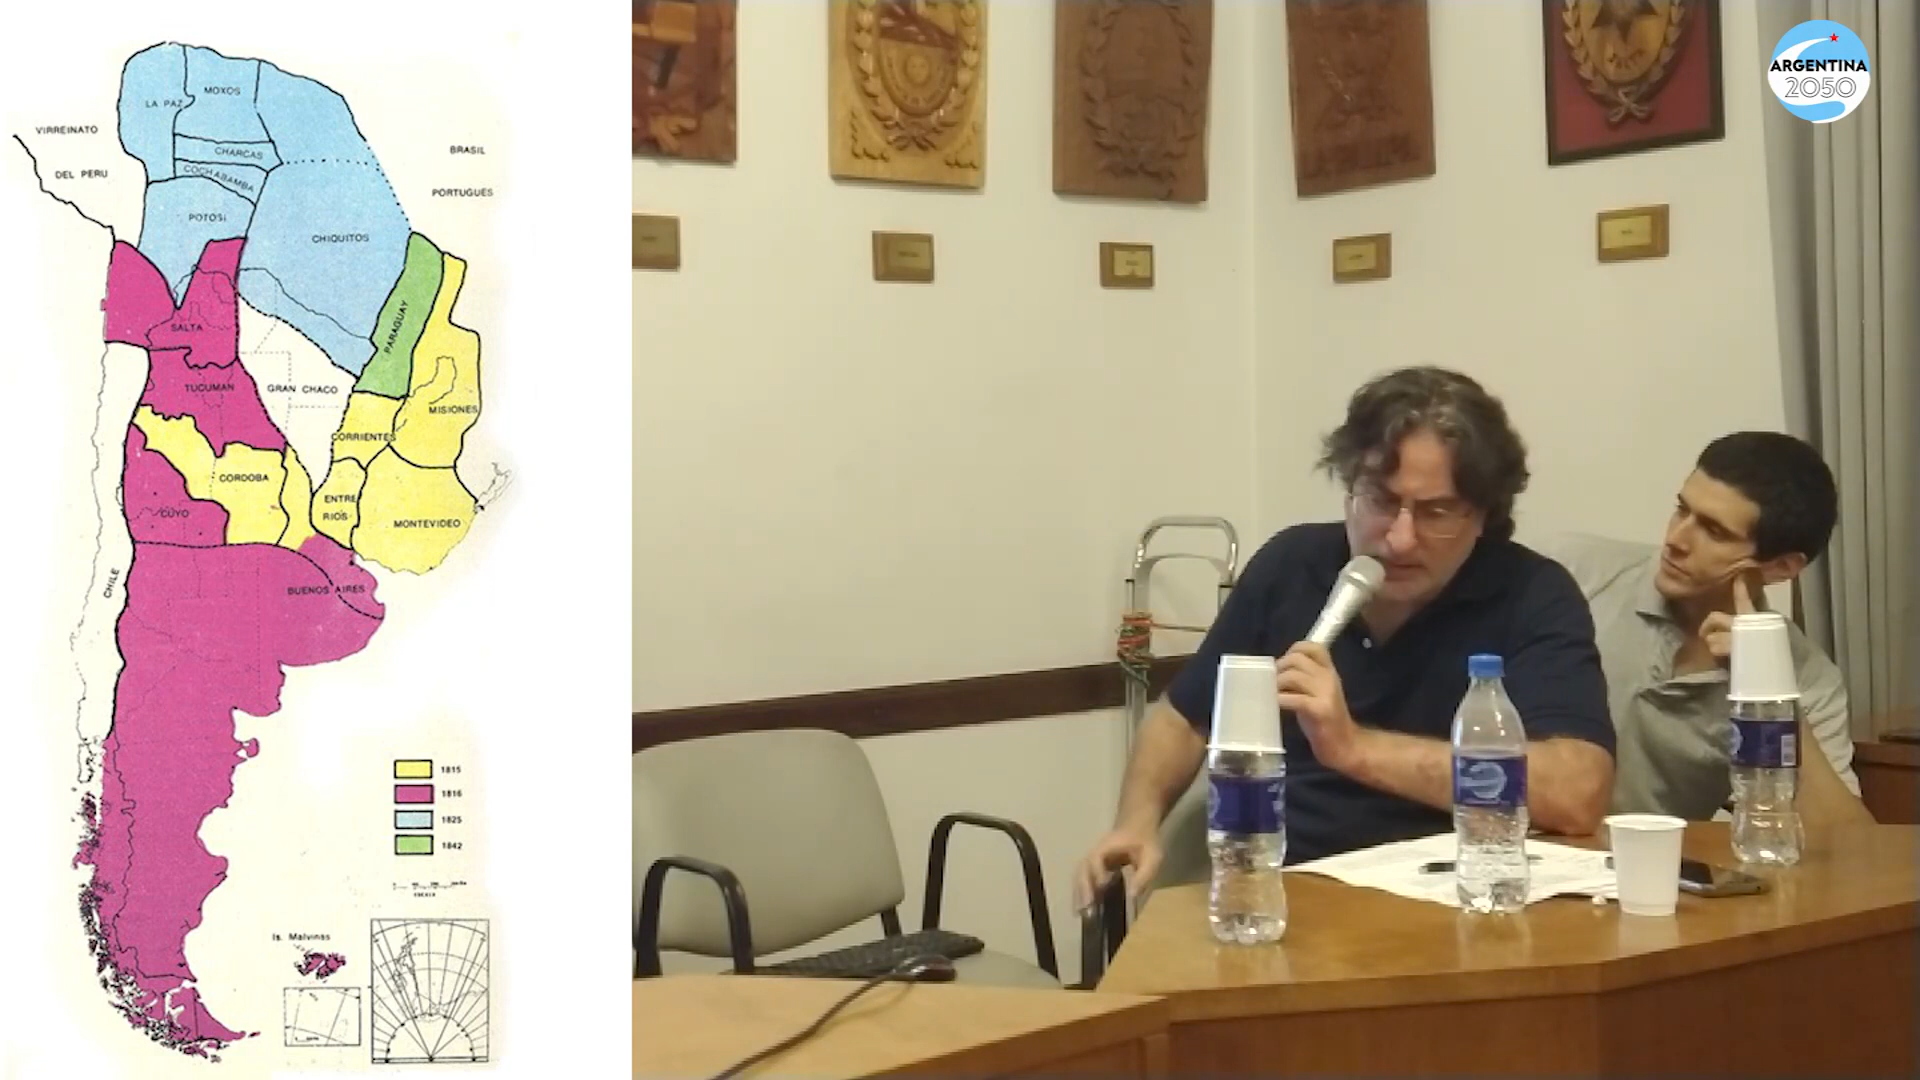 VIRREINATO
DEL PERU
LA PAZ
MOXOS
CHARCAS
COCHABAMBA
POTOSI
CHIQUITOS
BRASIL
PORTUGUES
SALTA
PARAGUAY
TUCUMAN
GRAN CHACO
MISIONES
CORRIENTES
CORDOBA
CUYO
ENTRE
RIOS
MONTEVIDEO
CHILE
BUENOS AIRES
1815
1816
1825
1842
Is. Malvinas
ARGENTINA
2050